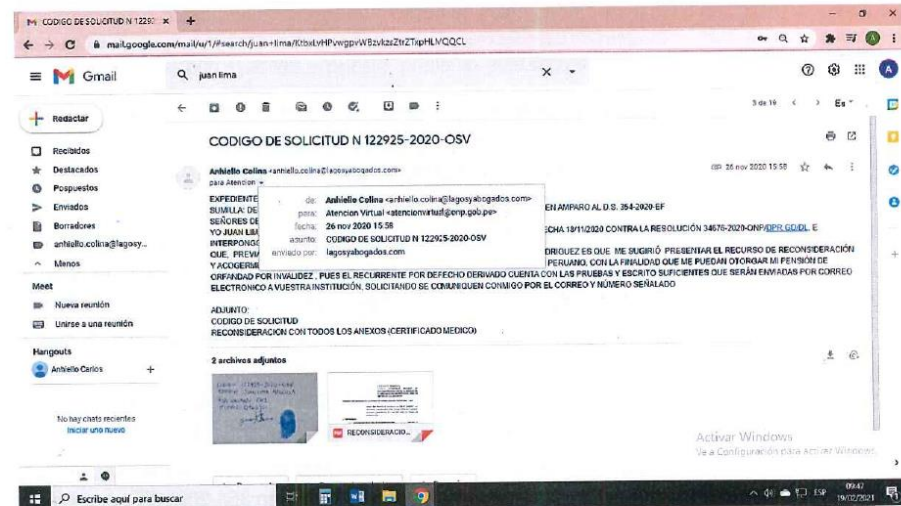 CODIGO DE SOLICITUD N 12292
mail.google.com/mail/u/1/#search/juan+lima/
Gmail
juan lima
3 de 19
Es
Redactar
CODIGO DE SOLICITUD N 122925-2020-OSV
Recibidos
Destacados
Pospuestos
Enviados
Borradores
anhiello.colina@lagosy...
Menos
Anhiello Colina <anhiello.colina@lagosyabogados.com>
26 nov 2020 15:58
para Atencion
de: Anhiello Colina <anhiello.colina@lagosyabogados.com>
para: Atencion Virtual <atencionvirtual@onp.gob.pe>
fecha: 26 nov 2020 15:58
asunto: CODIGO DE SOLICITUD N 122925-2020-OSV
enviado por: lagosyabogados.com
EXPEDIENTE
SUMILLA: DE EN AMPARO AL D.S. 354-2020-EF
SEÑORES DE
YO JUAN LIM ECHA 18/11/2020 CONTRA LA RESOLUCIÓN 34676-2020-ONP/DPR.GD/DL, E
INTERPONGO
QUE, PREVIA DRIGUEZ ES QUE ME SUGIRIÓ PRESENTAR EL RECURSO DE RECONSIDERACIÓN
Y ACOGERME PERUANO, CON LA FINALIDAD QUE ME PUEDAN OTORGAR MI PENSIÓN DE
ORFANDAD POR INVALIDEZ, PUES EL RECURRENTE POR DEFECTO DERIVADO CUENTA CON LAS PRUEBAS Y ESCRITO SUFICIENTES QUE SERÁN ENVIADAS POR CORREO
ELECTRONICO A VUESTRA INSTITUCIÓN, SOLICITANDO SE COMUNIQUEN CONMIGO POR EL CORREO Y NÚMERO SEÑALADO
ADJUNTO:
CODIGO DE SOLICITUD
RECONSIDERACION CON TODOS LOS ANEXOS (CERTIFICADO MEDICO)
2 archivos adjuntos
RECONSIDERACIO...
Meet
Nueva reunión
Unirse a una reunión
Hangouts
Anhiello Carlos
No hay chats recientes
Iniciar uno nuevo
Activar Windows
Ve a Configuración para activar Windows.
Escribe aquí para buscar
ESP
09:47
19/02/2021